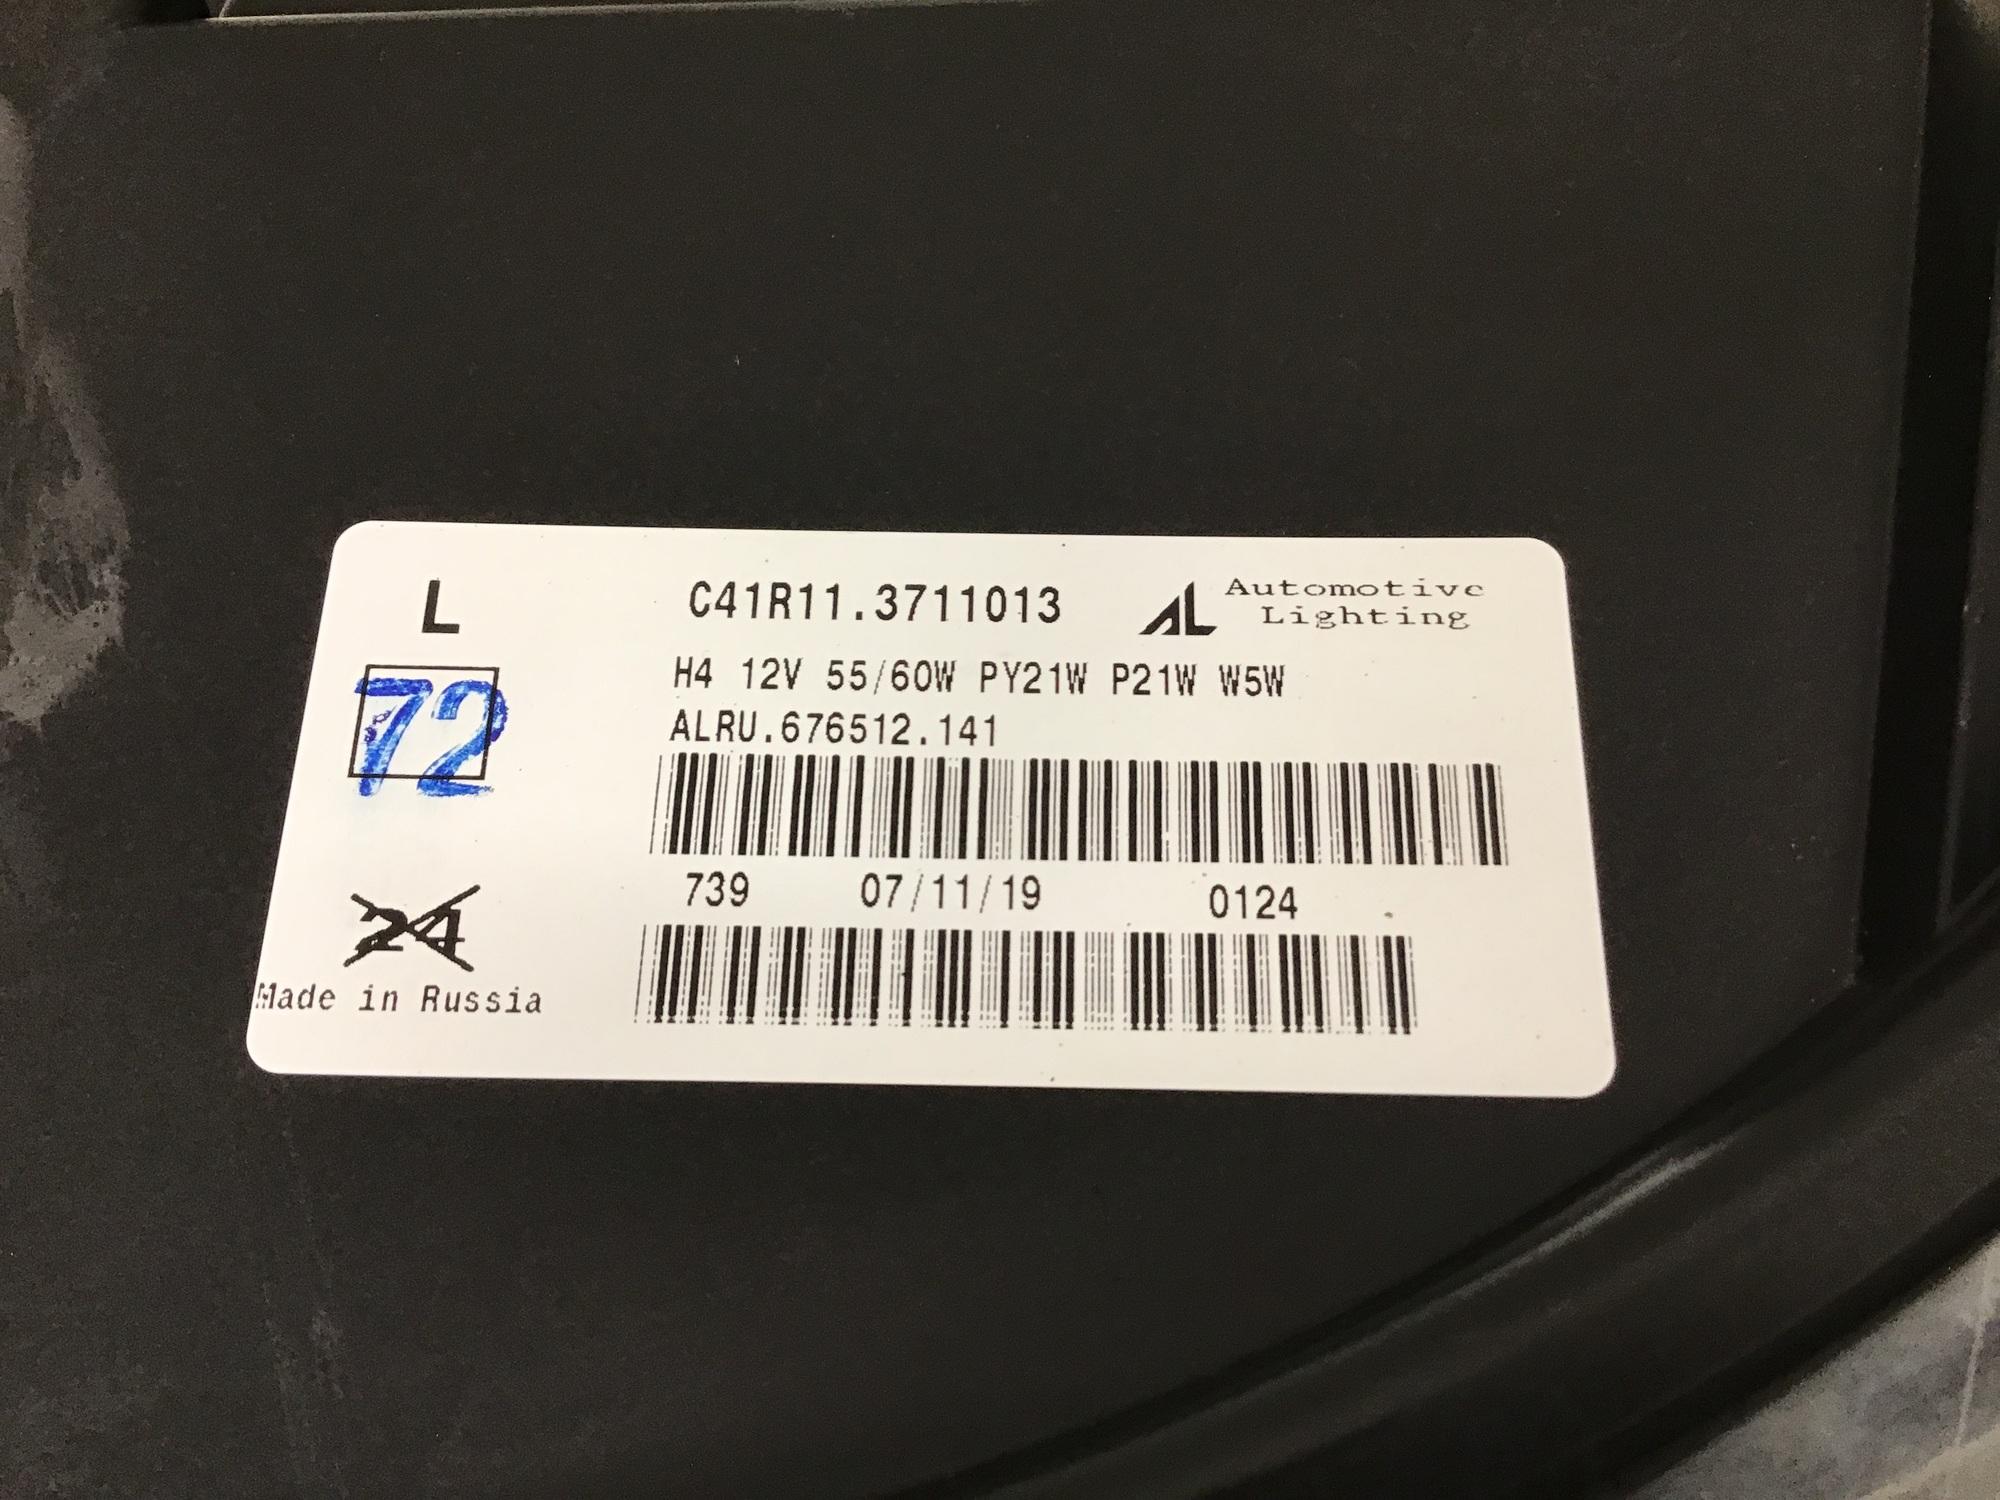 L
C41R11.3711013
AL Automotive
Lighting
H4 12V 55/60W PY21W P21W W5W
72
ALRU.676512.141
739 07/11/19 0124
24
Made in Russia